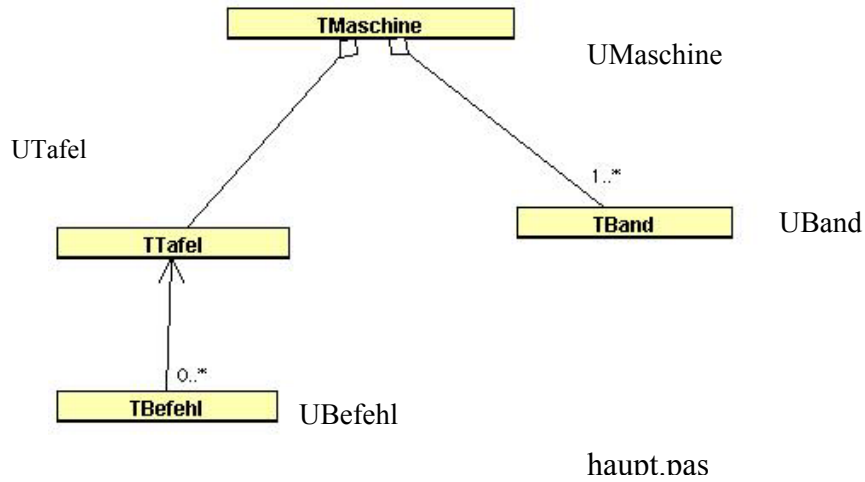 TMaschine
UMaschine
UTafel
1..*
TBand
UBand
TTafel
0..*
TBefehl
UBefehl
haupt.pas